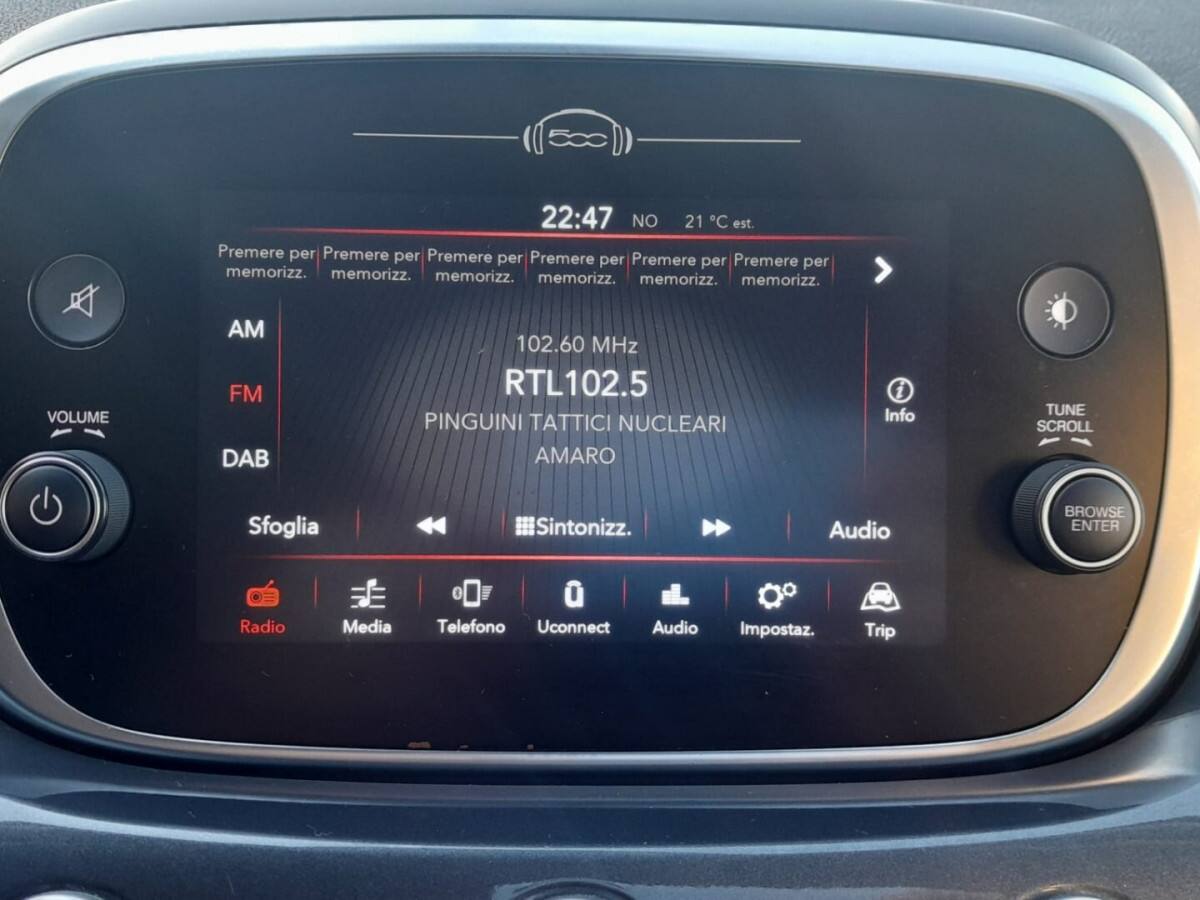 500
22:47 NO 21 °C est.
Premere per Premere per Premere per Premere per Premere per Premere per
memorizz. memorizz. memorizz. memorizz. memorizz. memorizz.
AM
102.60 MHz
FM
RTL102.5
PINGUINI TATTICI NUCLEARI
Info
VOLUME
TUNE
SCROLL
DAB
AMARO
BROWSE
ENTER
Sfoglia Sintonizz. Audio
Radio Media Telefono Uconnect Audio Impostaz. Trip